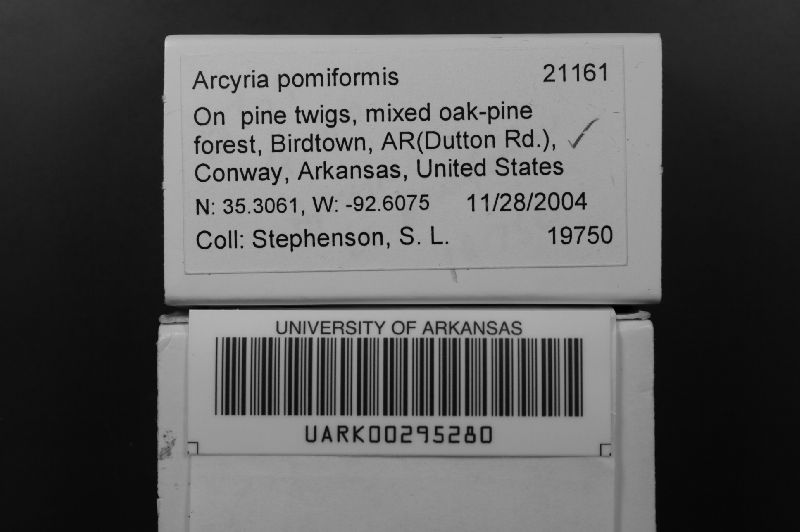 Arcyria pomiformis 21161
On pine twigs, mixed oak-pine
forest, Birdtown, AR(Dutton Rd.),
Conway, Arkansas, United States
N: 35.3061, W: -92.6075 11/28/2004
Coll: Stephenson, S. L. 19750
UNIVERSITY OF ARKANSAS
UARK00295280